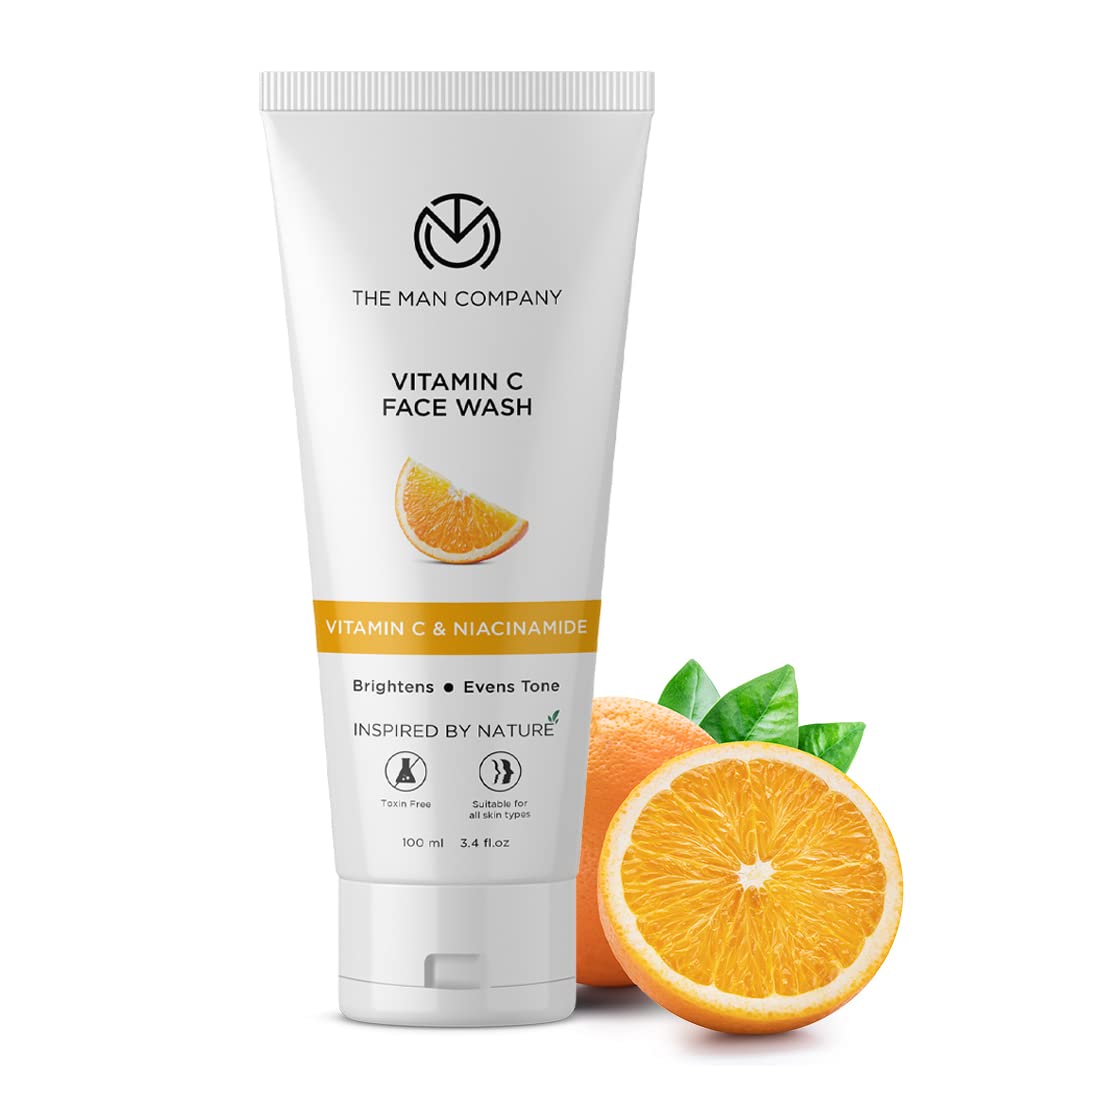 THE MAN COMPANY
VITAMIN C
FACE WASH
VITAMIN C & NIACINAMIDE
Brightens ● Evens Tone
INSPIRED BY NATURE
Toxin Free
Suitable for
all skin types
100 ml 3.4 fl.oz